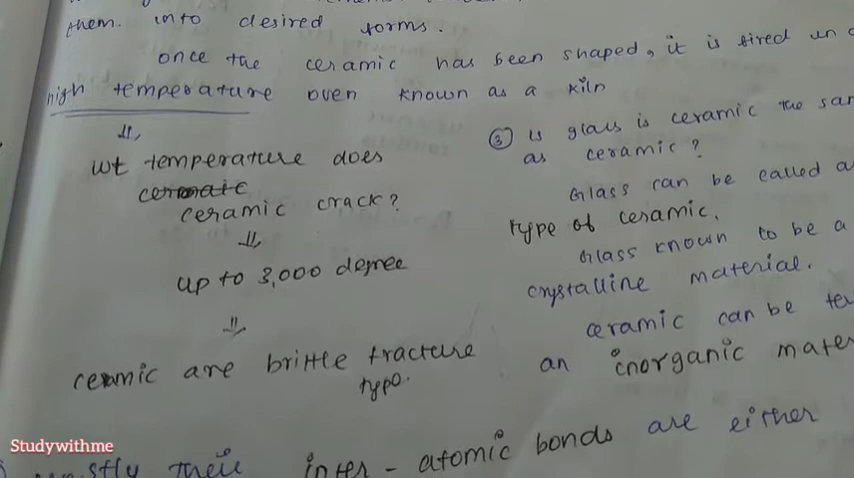 them. into desired forms.
once the ceramic has been shaped, it is fired in a
high temperature oven known as a kiln
wt temperature does
ceramic crack?
up to 3,000 degree
ceramic are brittle fracture
type.
③ is glass is ceramic the
as ceramic?
Glass can be called
type of ceramic.
Glass known to be a
crystalline material.
ceramic can be
an inorganic
inter-atomic bonds are either
mostly their
Studywithme